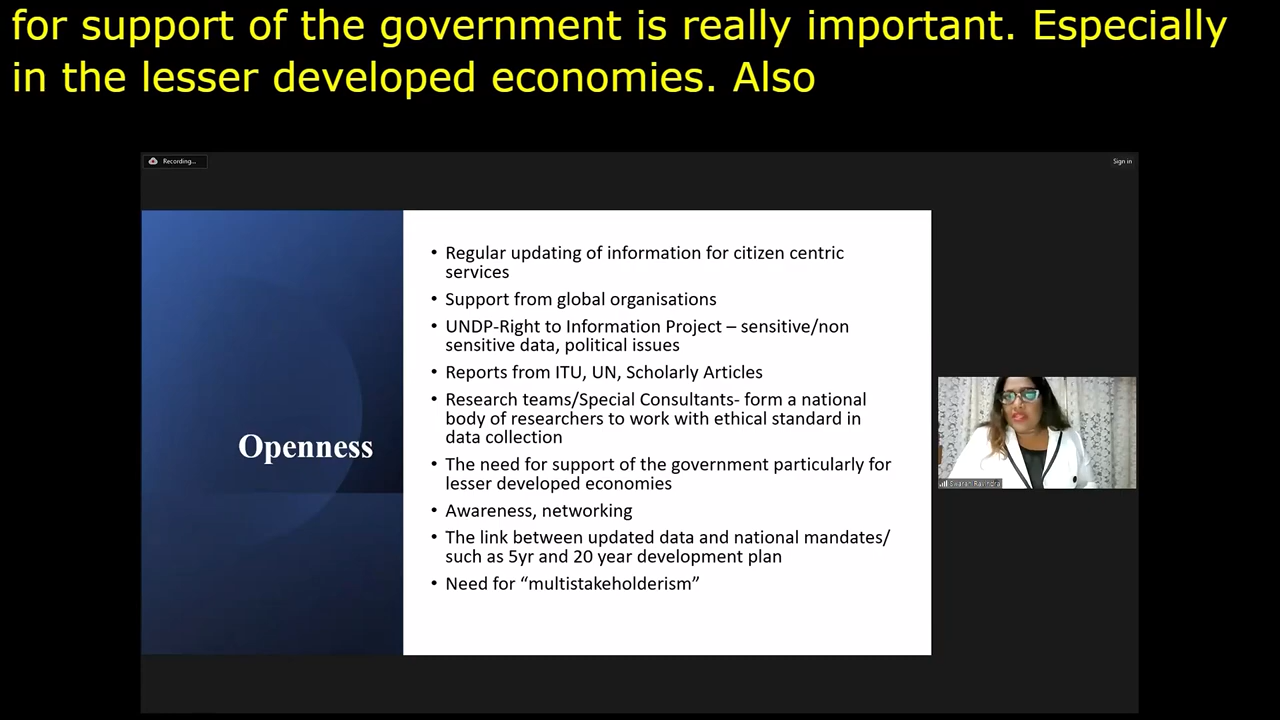 for support of the government is really important. Especially
in the lesser developed economies. Also
Recording...
Sign in
Openness
• Regular updating of information for citizen centric
services
• Support from global organisations
• UNDP-Right to Information Project – sensitive/non
sensitive data, political issues
• Reports from ITU, UN, Scholarly Articles
• Research teams/Special Consultants- form a national
body of researchers to work with ethical standard in
data collection
• The need for support of the government particularly for
lesser developed economies
• Awareness, networking
• The link between updated data and national mandates/
such as 5yr and 20 year development plan
• Need for “multistakeholderism”
Swaran Ravindra